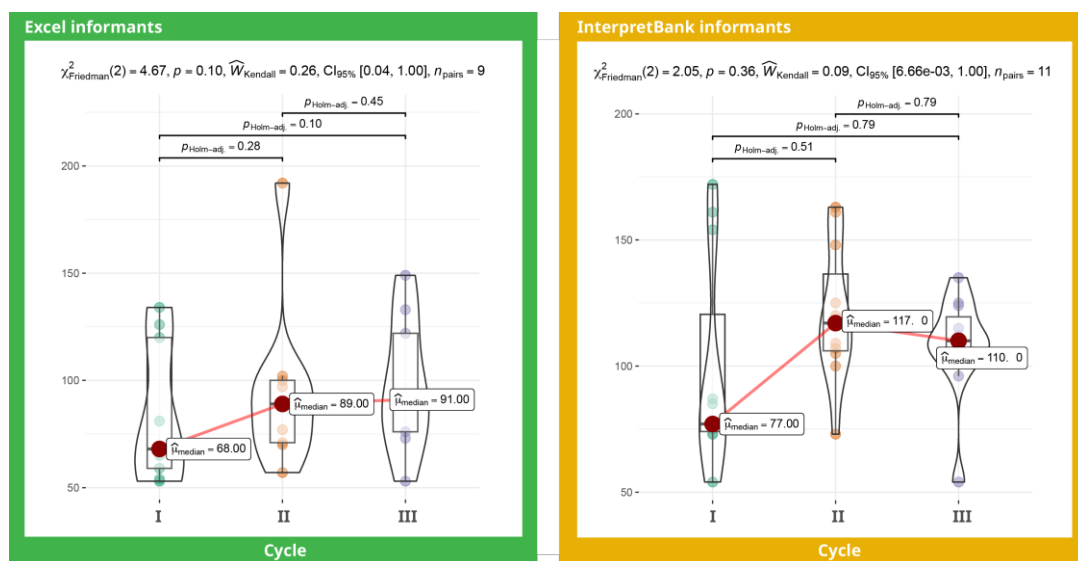 Excel informants
χ²Friedman(2) = 4.67, p = 0.10, ŴKendall = 0.26, CI95% [0.04, 1.00], npairs = 9
pHolm−adj. = 0.45
pHolm−adj. = 0.10
pHolm−adj. = 0.28
200
150
100
50
μ̂median = 68.00
μ̂median = 89.00
μ̂median = 91.00
I
II
III
Cycle
InterpretBank informants
χ²Friedman(2) = 2.05, p = 0.36, ŴKendall = 0.09, CI95% [6.66e-03, 1.00], npairs = 11
pHolm−adj. = 0.79
pHolm−adj. = 0.79
pHolm−adj. = 0.51
200
150
100
50
μ̂median = 77.00
μ̂median = 117. 0
μ̂median = 110. 0
I
II
III
Cycle